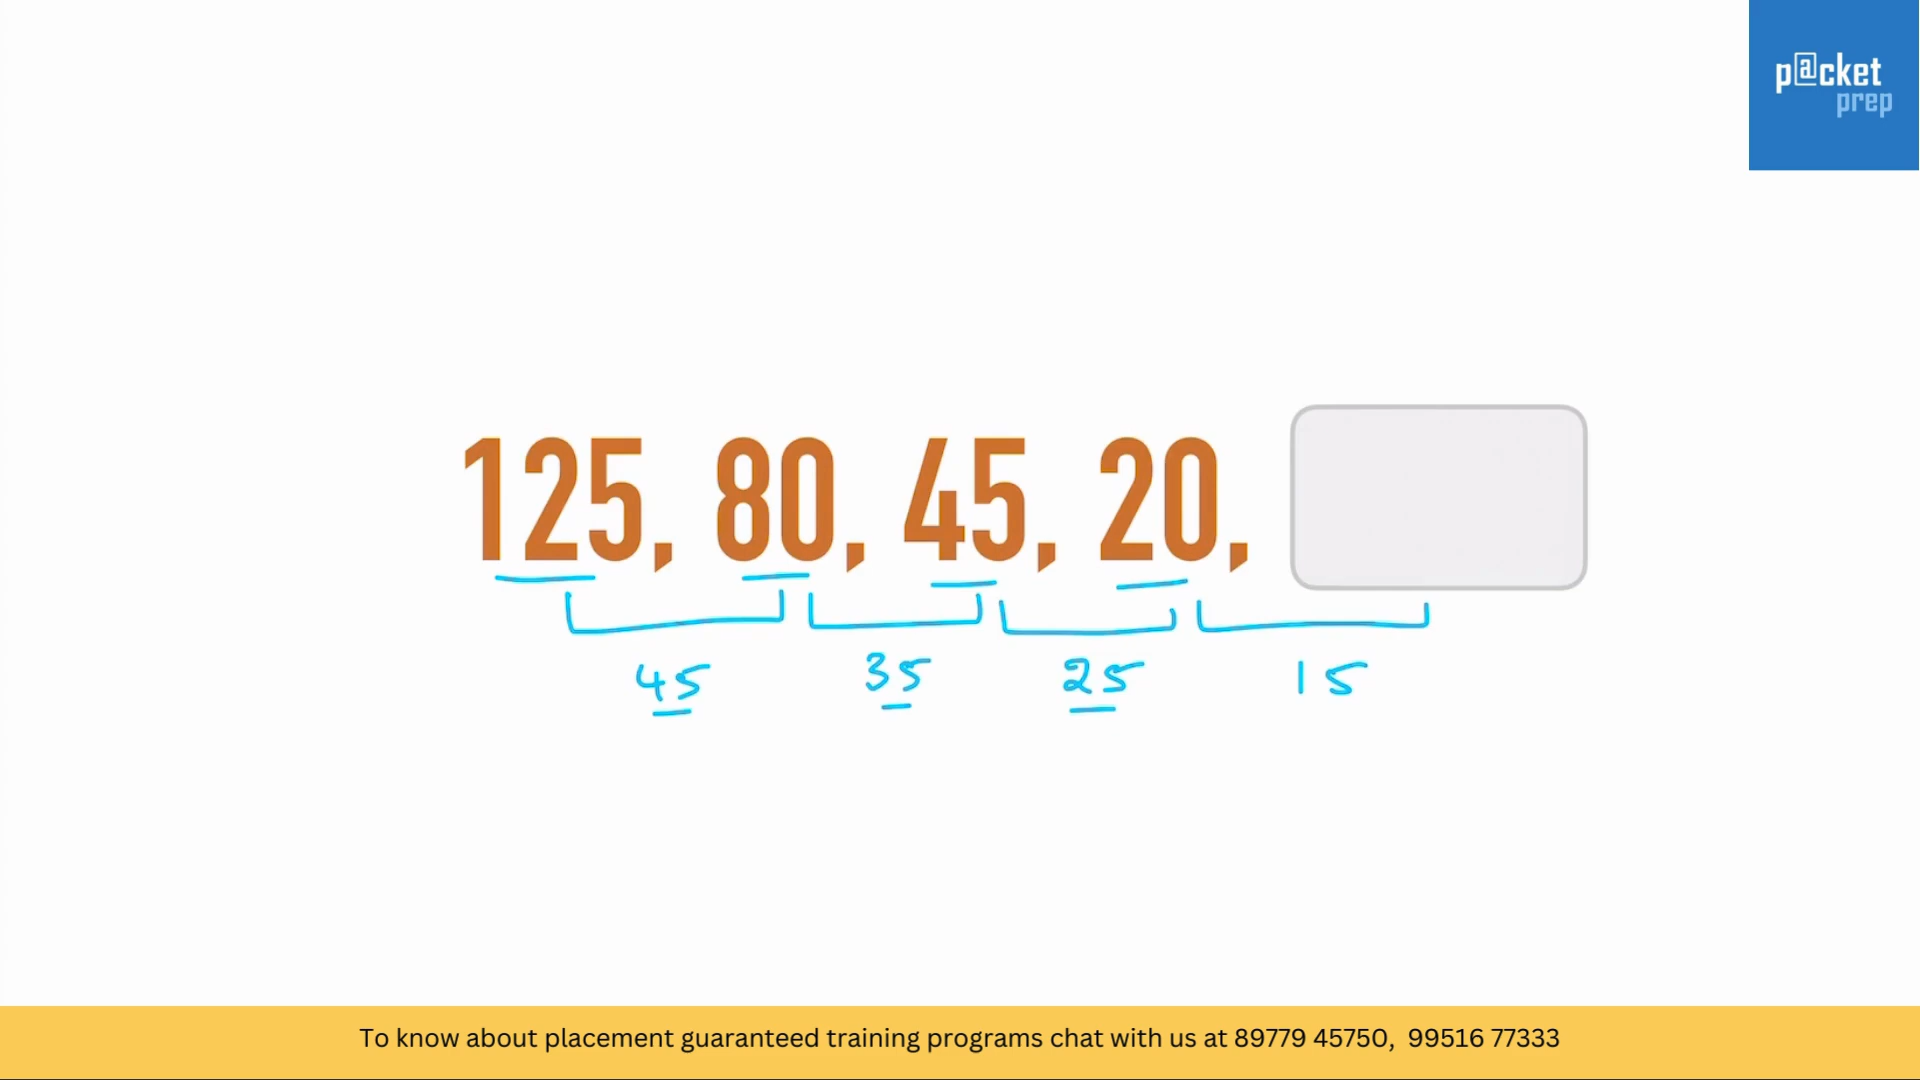 p@cket
prep
125, 80, 45, 20,
45 35 25 15
To know about placement guaranteed training programs chat with us at 89779 45750, 99516 77333